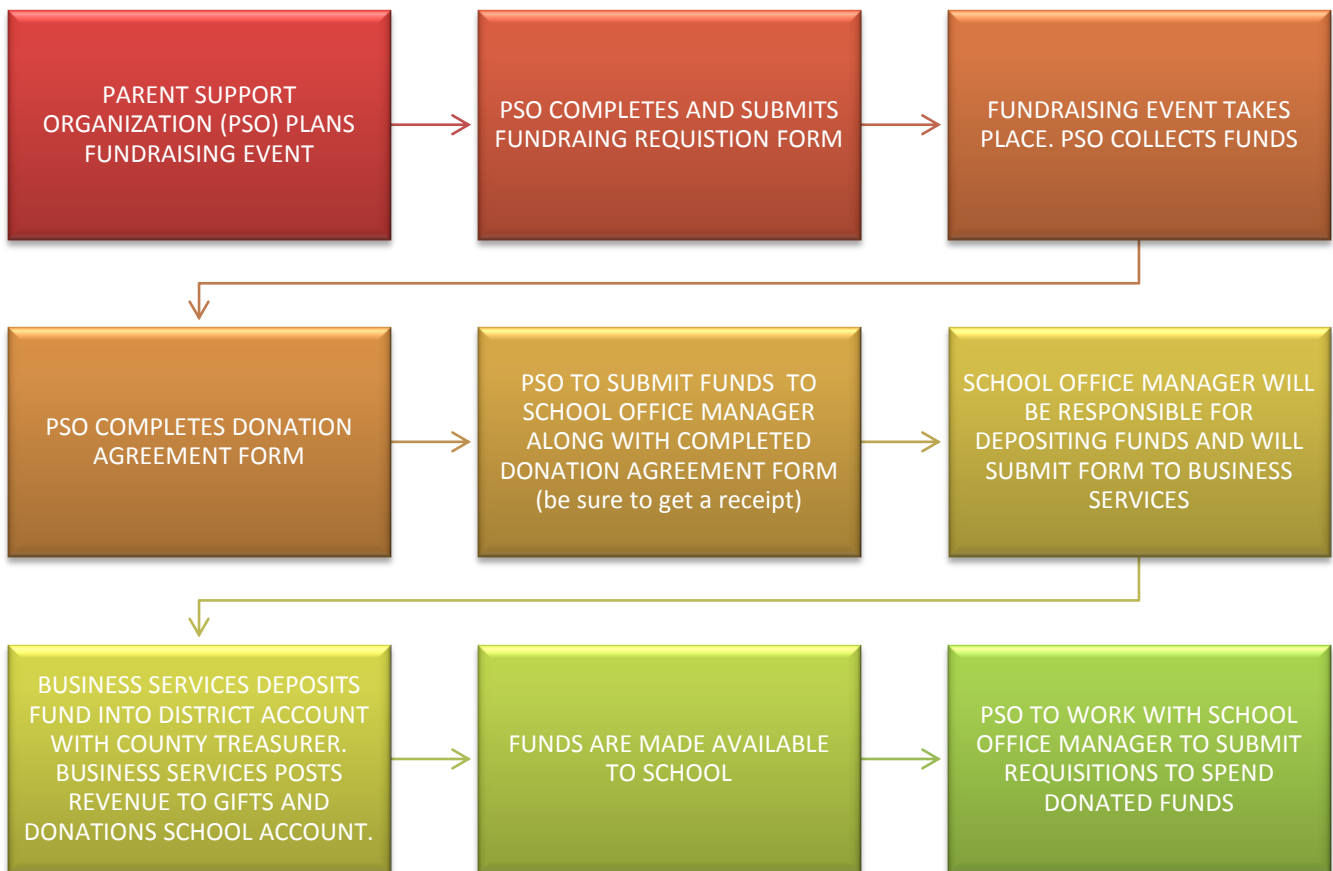 PARENT SUPPORT
ORGANIZATION (PSO) PLANS
FUNDRAISING EVENT
PSO COMPLETES AND SUBMITS
FUNDRAING REQUISTION FORM
FUNDRAISING EVENT TAKES
PLACE. PSO COLLECTS FUNDS
PSO COMPLETES DONATION
AGREEMENT FORM
PSO TO SUBMIT FUNDS TO
SCHOOL OFFICE MANAGER
ALONG WITH COMPLETED
DONATION AGREEMENT FORM
(be sure to get a receipt)
SCHOOL OFFICE MANAGER WILL
BE RESPONSIBLE FOR
DEPOSITING FUNDS AND WILL
SUBMIT FORM TO BUSINESS
SERVICES
BUSINESS SERVICES DEPOSITS
FUND INTO DISTRICT ACCOUNT
WITH COUNTY TREASURER.
BUSINESS SERVICES POSTS
REVENUE TO GIFTS AND
DONATIONS SCHOOL ACCOUNT.
FUNDS ARE MADE AVAILABLE
TO SCHOOL
PSO TO WORK WITH SCHOOL
OFFICE MANAGER TO SUBMIT
REQUISITIONS TO SPEND
DONATED FUNDS